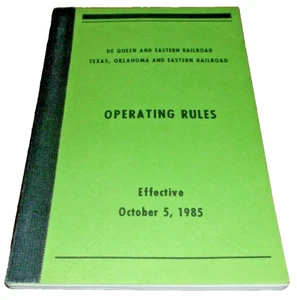 DE QUEEN AND EASTERN RAILROAD
TEXAS, OKLAHOMA AND EASTERN RAILROAD
OPERATING RULES
Effective
October 5, 1985